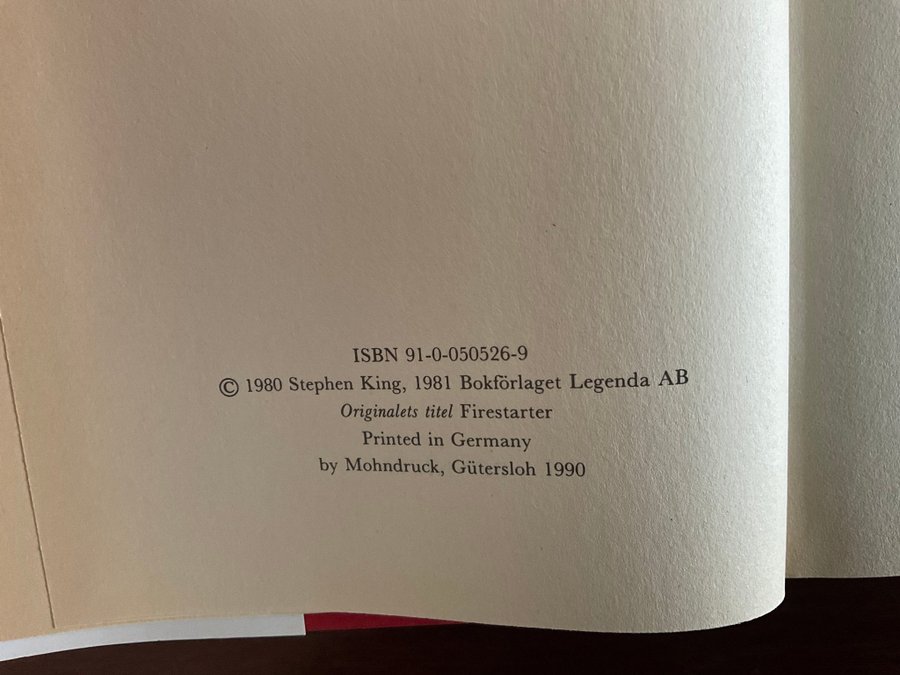 ISBN 91-0-050526-9
© 1980 Stephen King, 1981 Bokförlaget Legenda AB
Originalets titel Firestarter
Printed in Germany
by Mohndruck, Gütersloh 1990